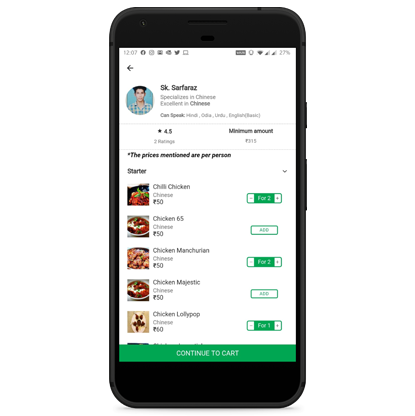 12:07
27%
Sk. Sarfaraz
Specializes in Chinese
Excellent in Chinese
Can Speak: Hindi , Odia , Urdu , English(basic)
★ 4.5
Minimum amount
3 Ratings
₹315
*The prices mentioned are per person
Starter
Chilli Chicken
Chinese
₹50
- For 2 +
Chicken 65
Chinese
₹50
ADD
Chicken Manchurian
Chinese
₹50
- For 2 +
Chicken Majestic
Chinese
₹50
ADD
Chicken Lollypop
Chinese
₹60
- For 1 +
CONTINUE TO CART